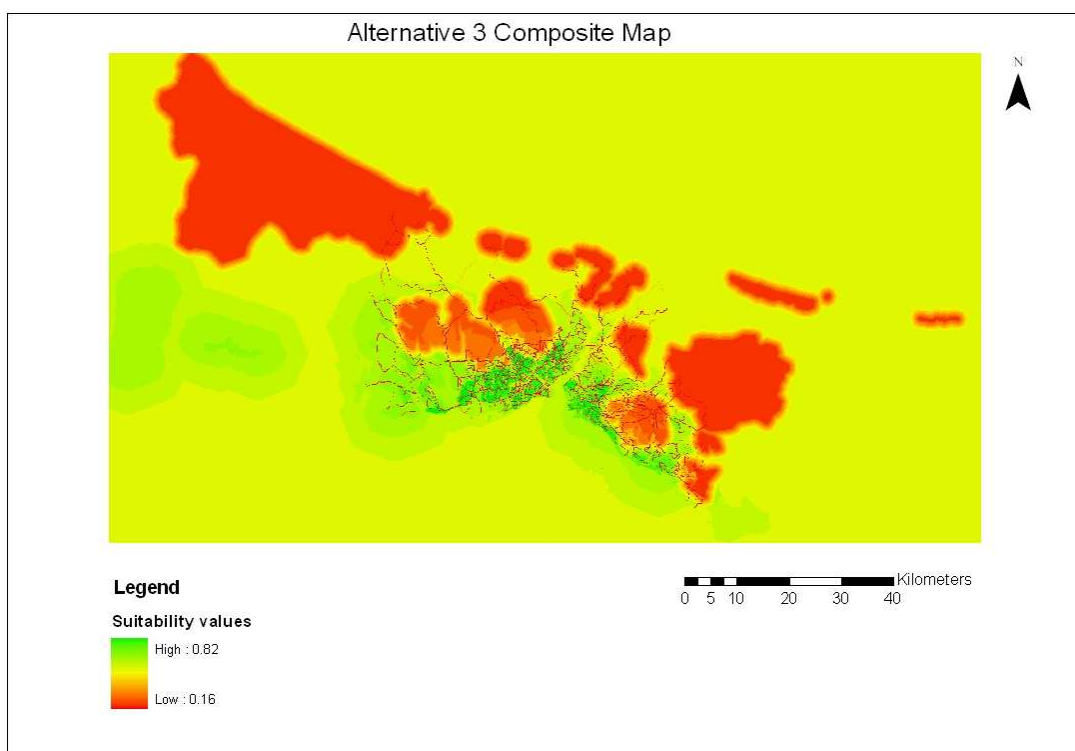 Alternative 3 Composite Map
N
Legend
Suitability values
High : 0.82
Low : 0.16
Kilometers
0 5 10 20 30 40